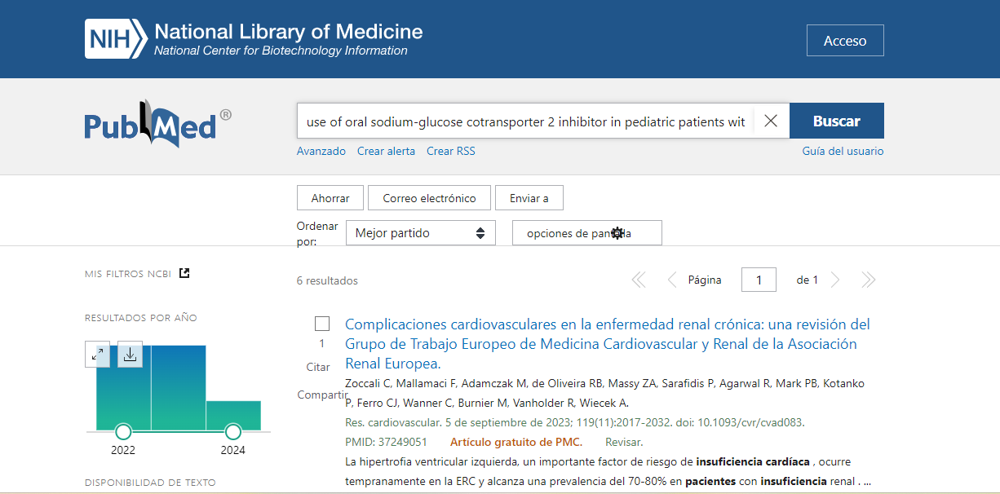 NIH National Library of Medicine
National Center for Biotechnology Information
Acceso
PubMed®
use of oral sodium-glucose cotransporter 2 inhibitor in pediatric patients wit
Buscar
Avanzado Crear alerta Crear RSS
Guía del usuario
Ahorrar Correo electrónico Enviar a
Ordenar por:
Mejor partido
opciones de pantalla
MIS FILTROS NCBI
6 resultados
Página 1 de 1
RESULTADOS POR AÑO
2022 2024
DISPONIBILIDAD DE TEXTO
1
Citar
Compartir
Complicaciones cardiovasculares en la enfermedad renal crónica: una revisión del
Grupo de Trabajo Europeo de Medicina Cardiovascular y Renal de la Asociación
Renal Europea.
Zoccali C, Mallamaci F, Adamczak M, de Oliveira RB, Massy ZA, Sarafidis P, Agarwal R, Mark PB, Kotanko
P, Ferro CJ, Wanner C, Burnier M, Vanholder R, Wiecek A.
Res. cardiovascular. 5 de septiembre de 2023; 119(11):2017-2032. doi: 10.1093/cvr/cvad083.
PMID: 37249051 Artículo gratuito de PMC. Revisar.
La hipertrofia ventricular izquierda, un importante factor de riesgo de insuficiencia cardíaca , ocurre
tempranamente en la ERC y alcanza una prevalencia del 70-80% en pacientes con insuficiencia renal . ...